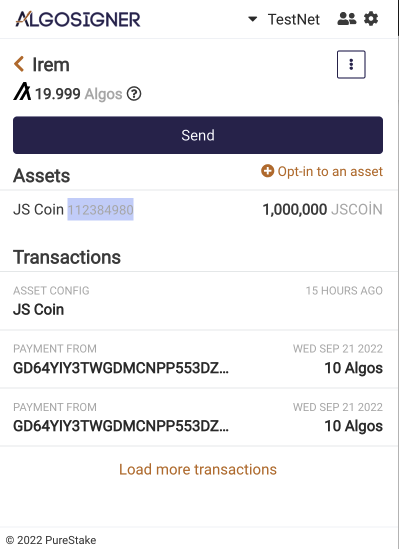 ALGOSIGNER
TestNet
Irem
19.999 Algos
Send
Assets
Opt-in to an asset
JS Coin 112384980 1,000,000 JSCOİN
Transactions
ASSET CONFIG 15 HOURS AGO
JS Coin
PAYMENT FROM WED SEP 21 2022
GD64YIY3TWGDMCNPP553DZ... 10 Algos
PAYMENT FROM WED SEP 21 2022
GD64YIY3TWGDMCNPP553DZ... 10 Algos
Load more transactions
© 2022 PureStake